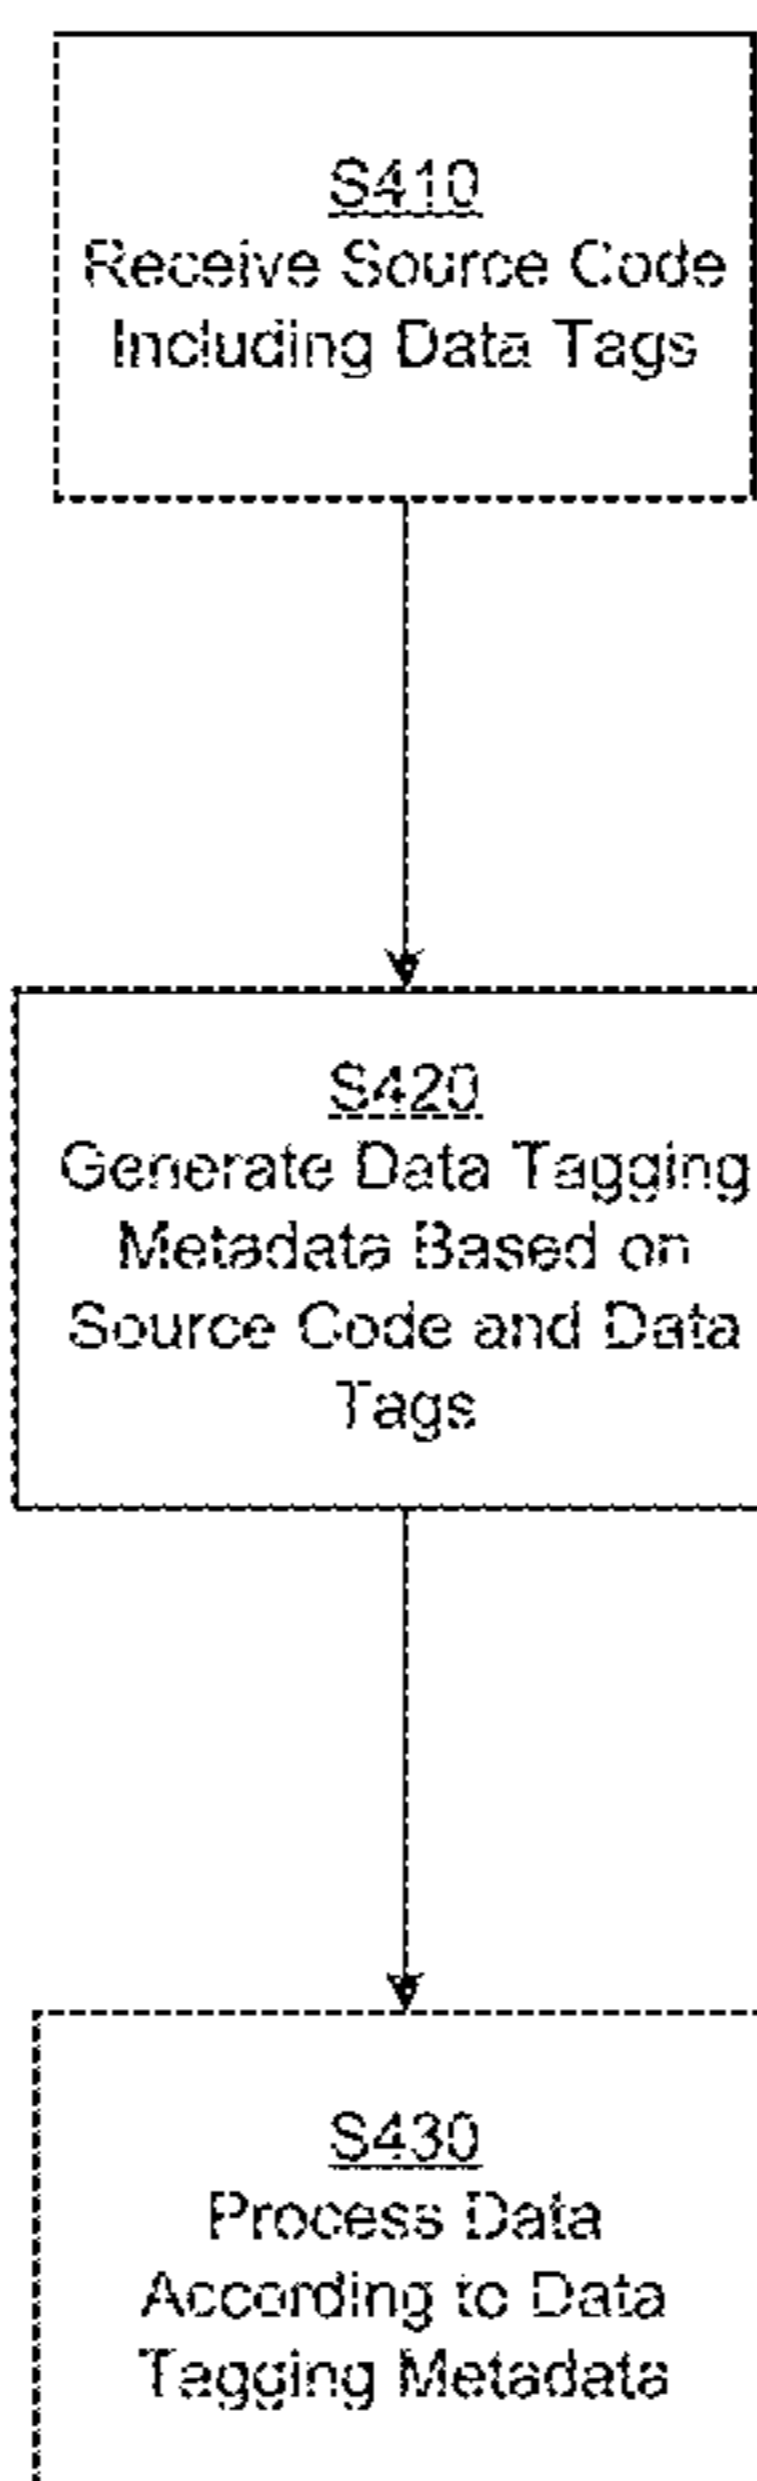 S410
Receive Source Code
Including Data Tags
S420
Generate Data Tagging
Metadata Based on
Source Code and Data
Tags
S430
Process Data
According to Data
Tagging Metadata